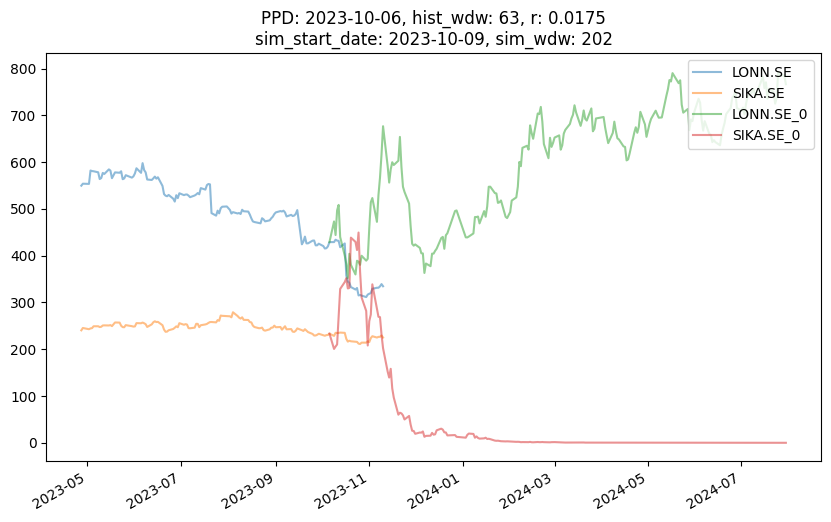 PPD: 2023-10-06, hist_wdw: 63, r: 0.0175
sim_start_date: 2023-10-09, sim_wdw: 202
LONN.SE
SIKA.SE
LONN.SE_0
SIKA.SE_0
800
700
600
500
400
300
200
100
0
2023-05
2023-07
2023-09
2023-11
2024-01
2024-03
2024-05
2024-07